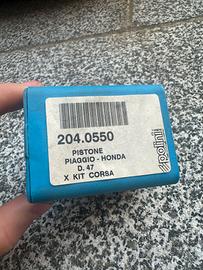 204.0550
PISTONE
PIAGGIO - HONDA
D. 47
X KIT CORSA
polini